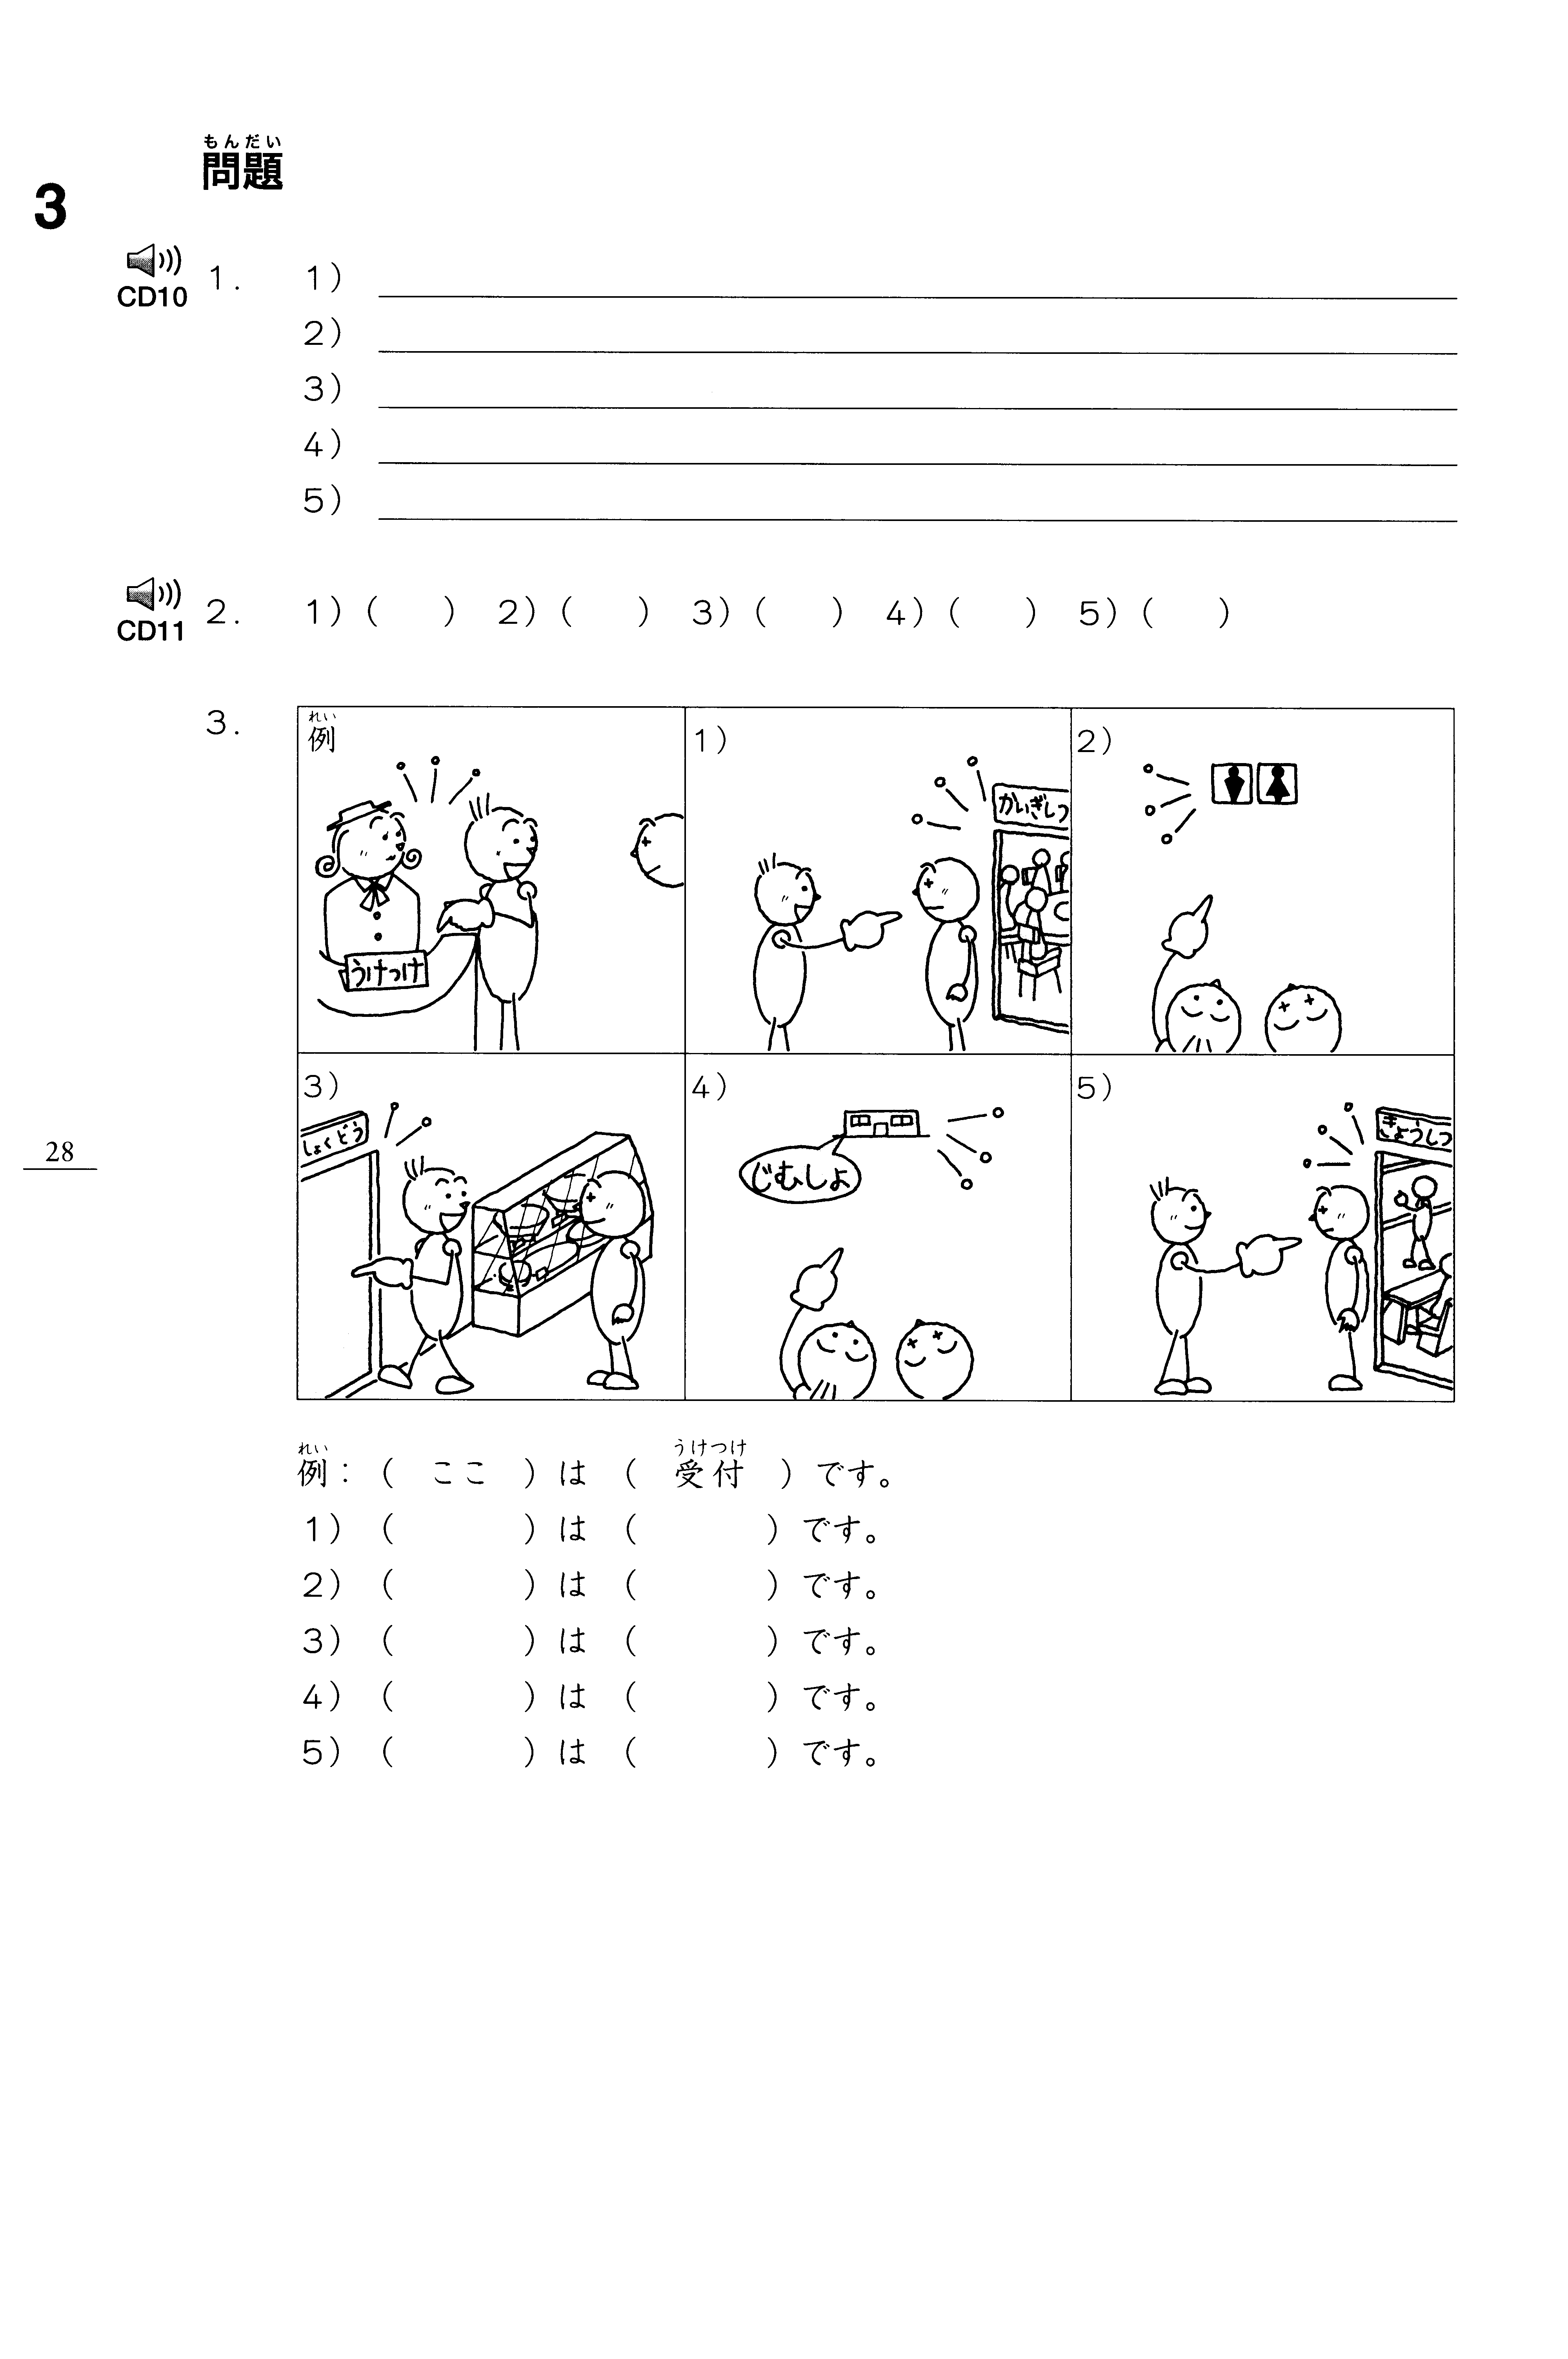 もんだい
問題
3
CD10
1. 1)
2)
3)
4)
5)
CD11
2. 1)(  ) 2)(  ) 3)(  ) 4)(  ) 5)(  )
3.
れい
例
うけつけ
1)
かいぎしつ
2)
3)
しょくどう
4)
じむしょ
5)
きょうしつ
28
れい うけつけ
例:( ここ )は( 受付 )です。
1)(  )は(  )です。
2)(  )は(  )です。
3)(  )は(  )です。
4)(  )は(  )です。
5)(  )は(  )です。